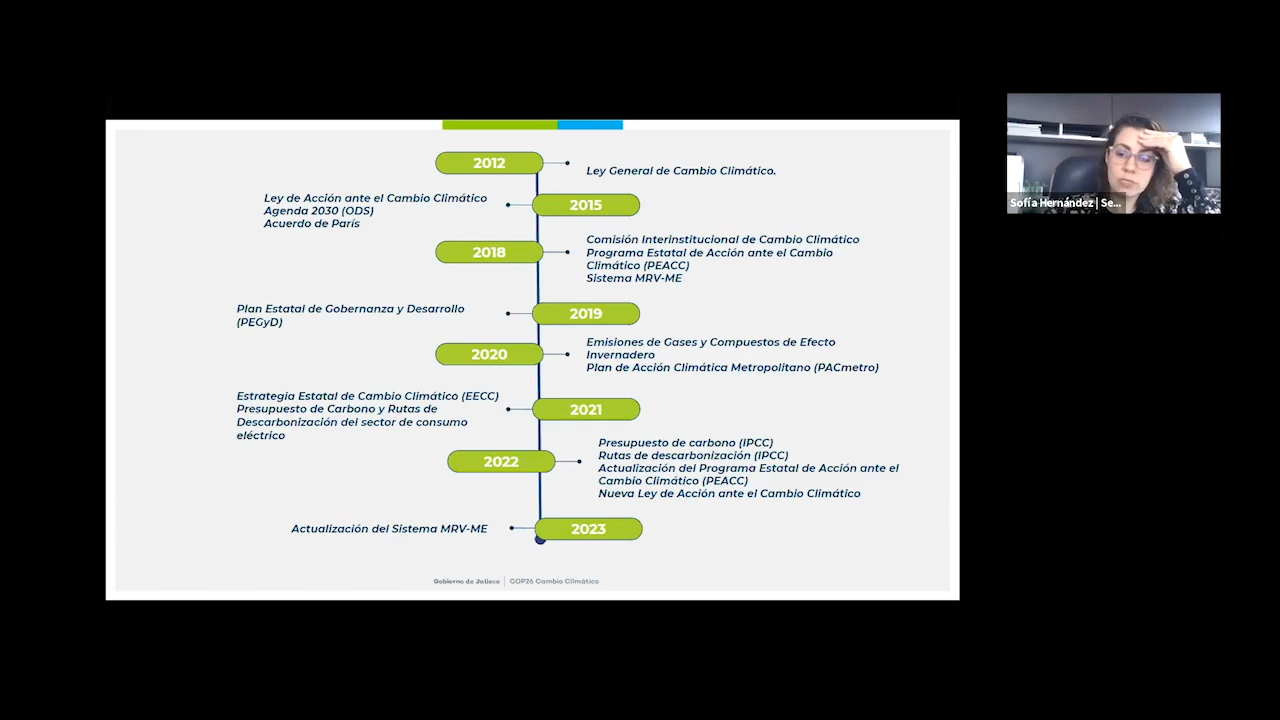 2012
Ley General de Cambio Climático.
Ley de Acción ante el Cambio Climático
Agenda 2030 (ODS)
Acuerdo de París
2015
2018
Comisión Interinstitucional de Cambio Climático
Programa Estatal de Acción ante el Cambio
Climático (PEACC)
Sistema MRV-ME
Plan Estatal de Gobernanza y Desarrollo
(PEGyD)
2019
2020
Emisiones de Gases y Compuestos de Efecto
Invernadero
Plan de Acción Climática Metropolitano (PACmetro)
Estrategia Estatal de Cambio Climático (EECC)
Presupuesto de Carbono y Rutas de
Descarbonización del sector de consumo
eléctrico
2021
2022
Presupuesto de carbono (IPCC)
Rutas de descarbonización (IPCC)
Actualización del Programa Estatal de Acción ante el
Cambio Climático (PEACC)
Nueva Ley de Acción ante el Cambio Climático
Actualización del Sistema MRV-ME
2023
Gobierno de Jalisco | COP26 Cambio Climático
Sofía Hernández | Se...